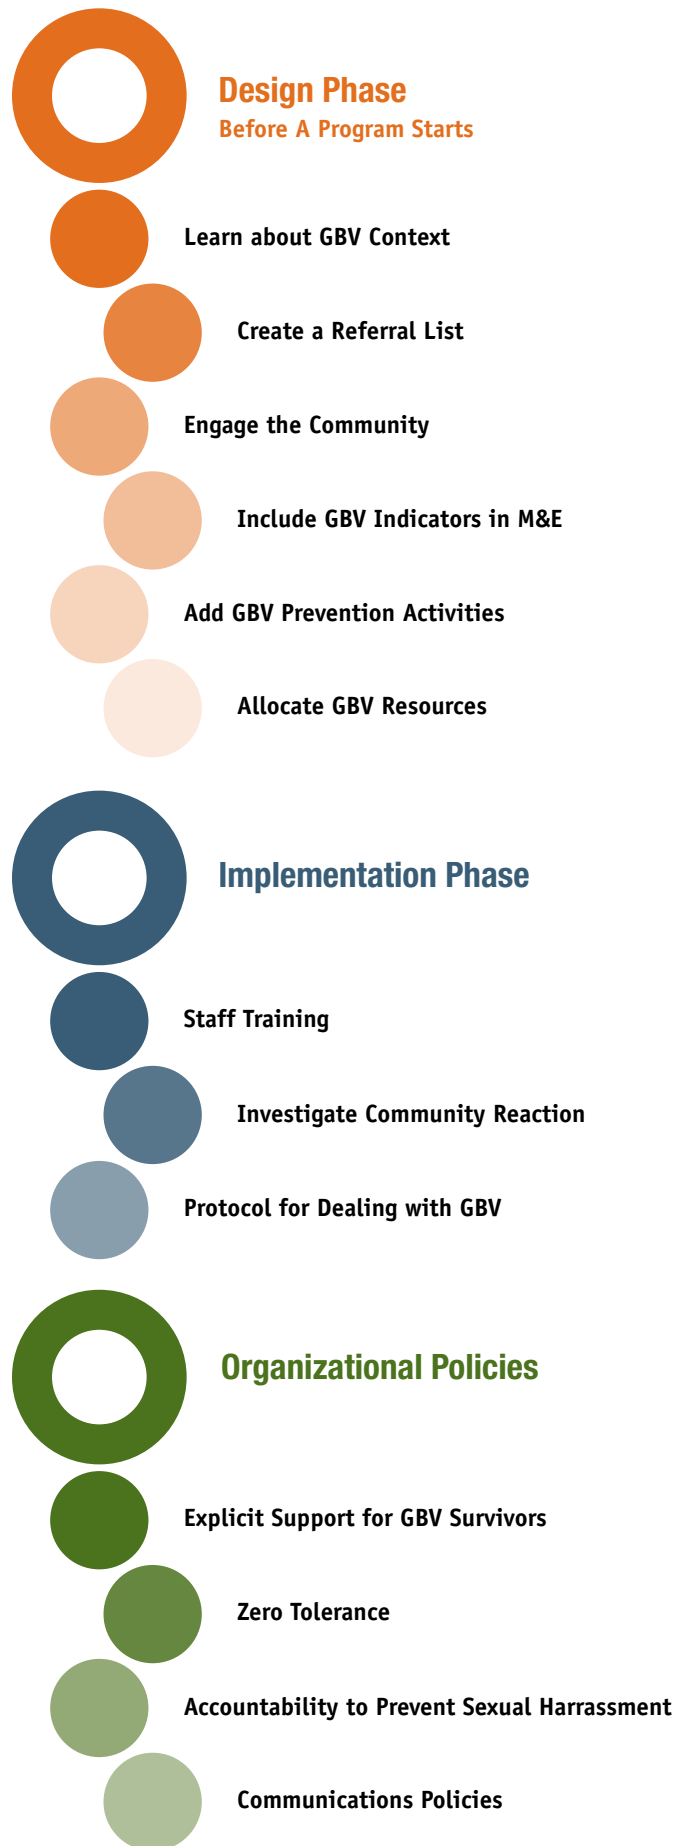 Design Phase
Before A Program Starts
Learn about GBV Context
Create a Referral List
Engage the Community
Include GBV Indicators in M&E
Add GBV Prevention Activities
Allocate GBV Resources
Implementation Phase
Staff Training
Investigate Community Reaction
Protocol for Dealing with GBV
Organizational Policies
Explicit Support for GBV Survivors
Zero Tolerance
Accountability to Prevent Sexual Harrassment
Communications Policies